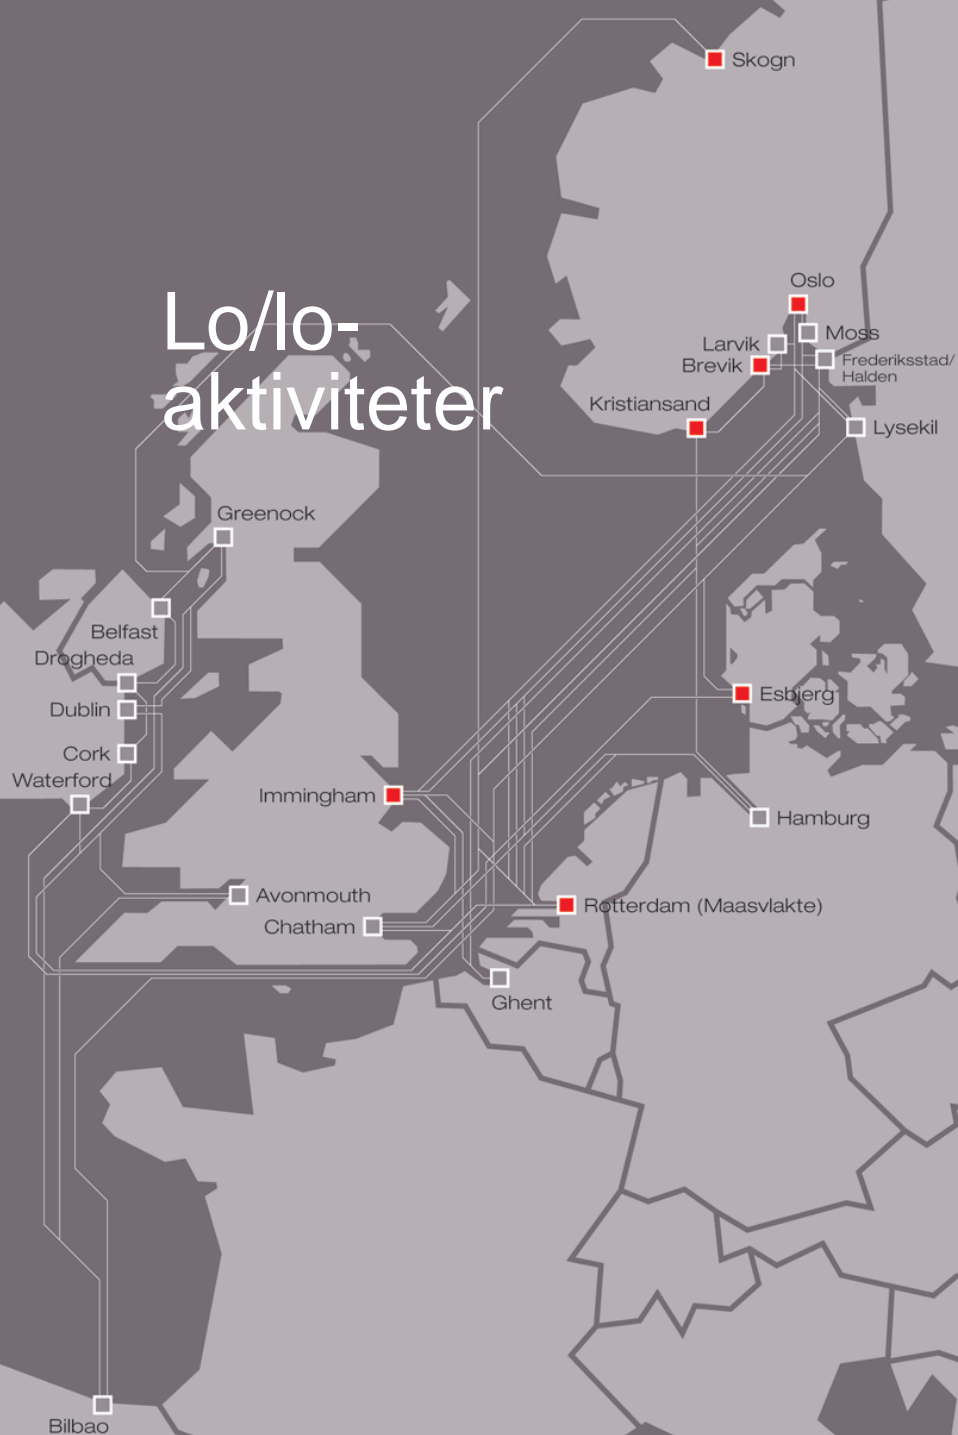 Skogn
Oslo
Lo/lo-
aktiviteter
Moss
Larvik
Brevik
Frederiksstad/
Halden
Kristiansand
Lysekil
Greenock
Belfast
Drogheda
Dublin
Esbjerg
Cork
Waterford
Immingham
Hamburg
Avonmouth
Rotterdam (Maasvlakte)
Chatham
Ghent
Bilbao